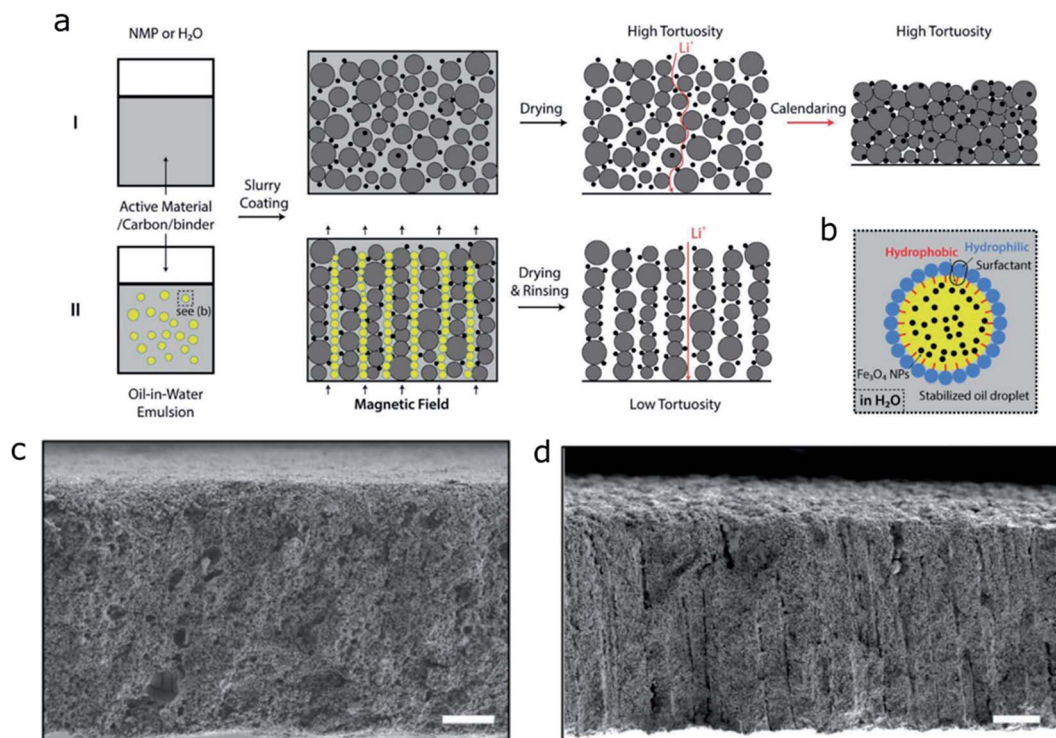 a
NMP or H₂O
High Tortuosity
High Tortuosity
Li⁺
I
Drying
Calendaring
Slurry
Coating
Active Material
/Carbon/binder
II
see (b)
Oil-in-Water
Emulsion
Magnetic Field
Drying
& Rinsing
Li⁺
Low Tortuosity
b
Hydrophobic
Hydrophilic
Surfactant
Fe₃O₄ NPs
Stabilized oil droplet
in H₂O
c
d